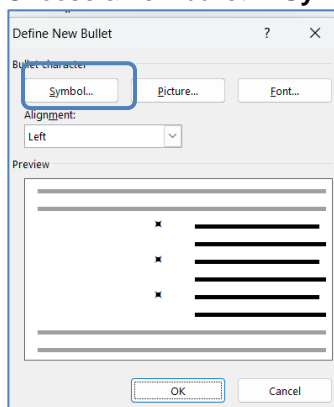 Define New Bullet ? ×
Bullet character
Symbol... Picture... Font...
Alignment:
Left
Preview
OK Cancel